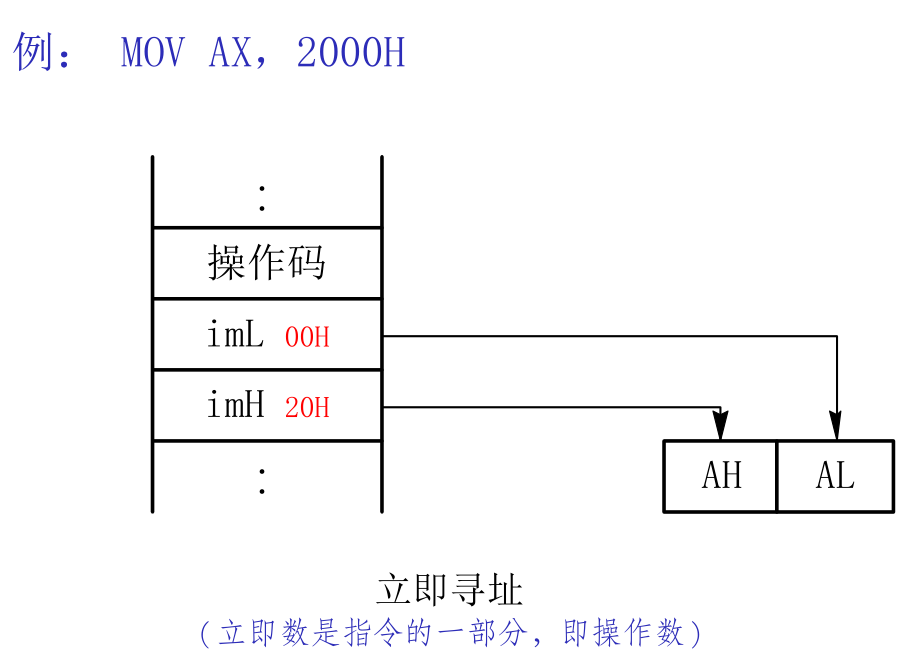 例： MOV AX，2000H
:
操作码
imL 00H
imH 20H
:
AH AL
立即寻址
(立即数是指令的一部分，即操作数)